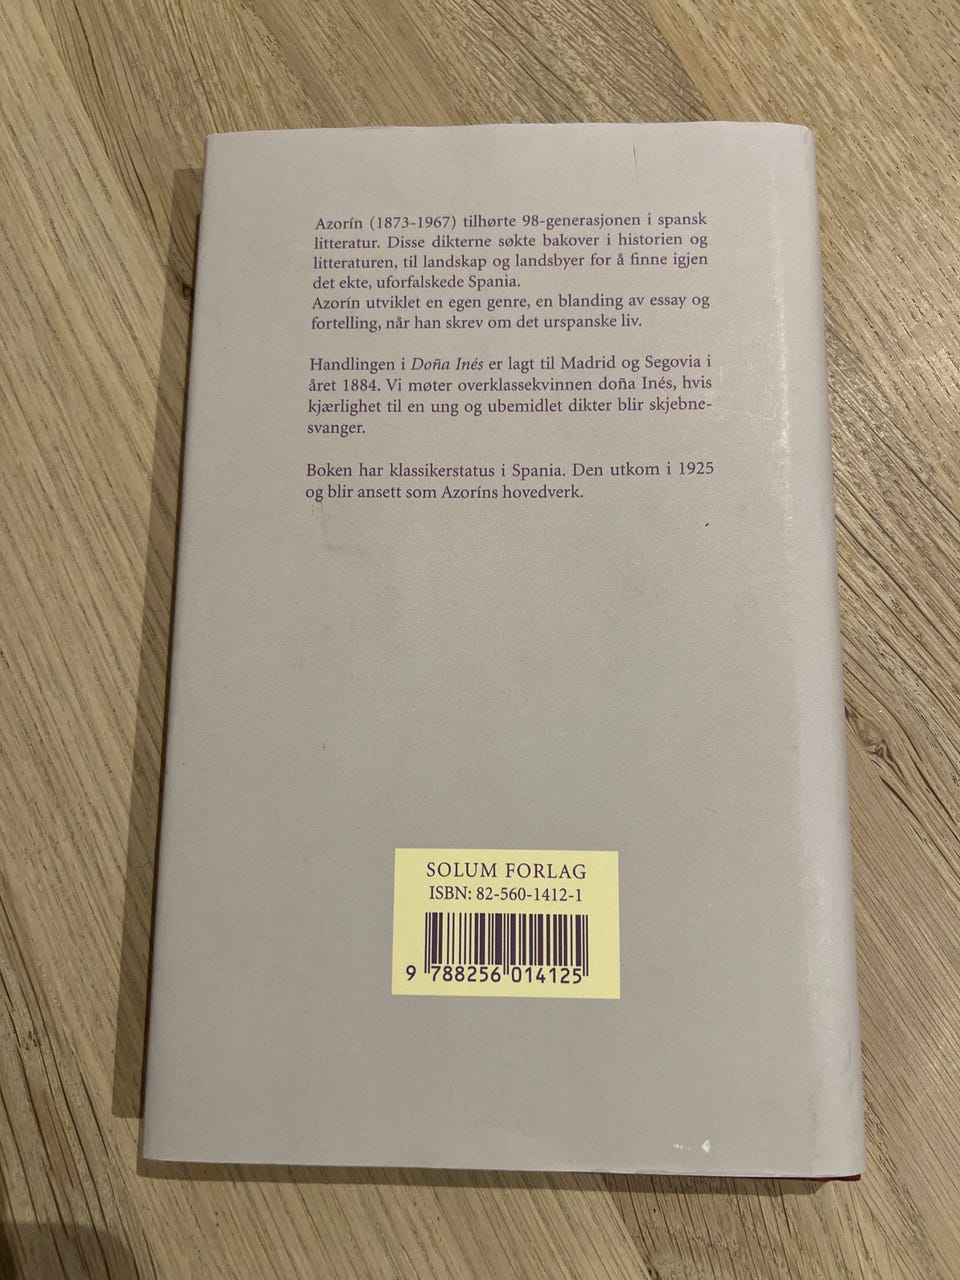 Azorín (1873-1967) tilhørte 98-generasjonen i spansk
litteratur. Disse dikterne søkte bakover i historien og
litteraturen, til landskap og landsbyer for å finne igjen
det ekte, uforfalskede Spania.
Azorín utviklet en egen genre, en blanding av essay og
fortelling, når han skrev om det urspanske liv.
Handlingen i Doña Inés er lagt til Madrid og Segovia i
året 1884. Vi møter overklassekvinnen doña Inés, hvis
kjærlighet til en ung og ubemidlet dikter blir skjebne-
svanger.
Boken har klassikerstatus i Spania. Den utkom i 1925
og blir ansett som Azoríns hovedverk.
SOLUM FORLAG
ISBN: 82-560-1412-1
9 788256 014125